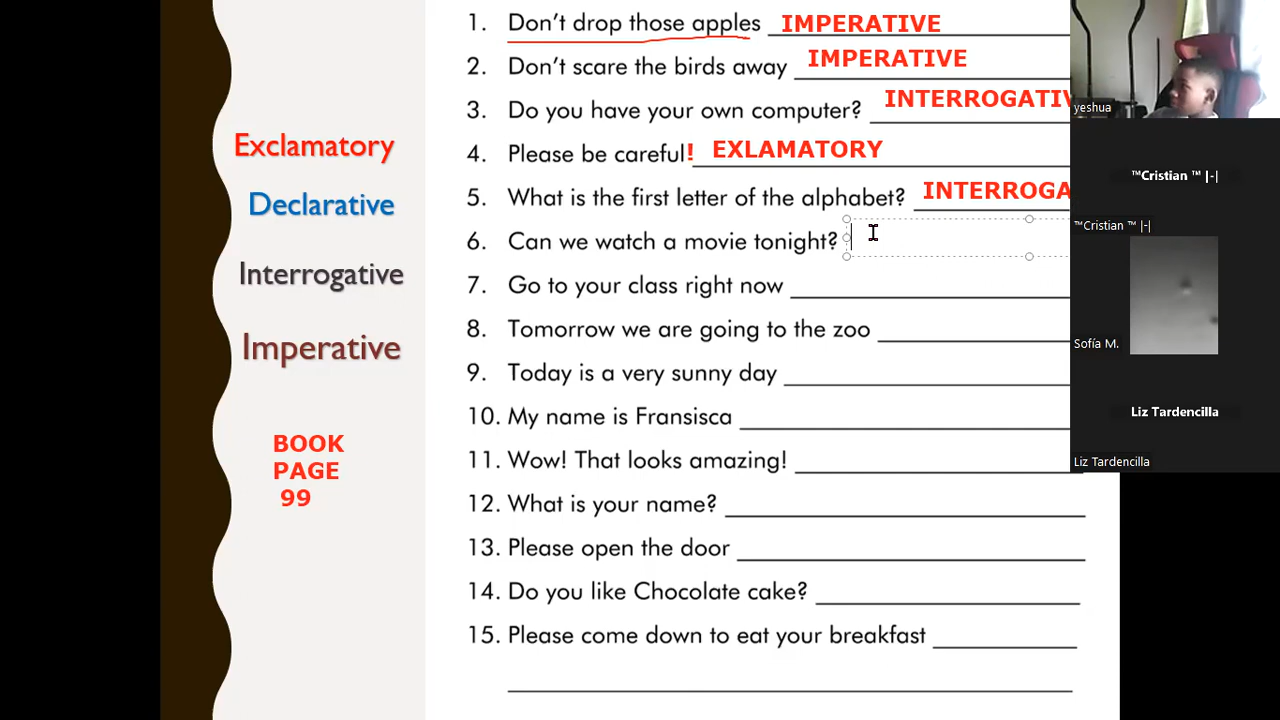 1. Don't drop those apples IMPERATIVE
2. Don't scare the birds away IMPERATIVE
3. Do you have your own computer? INTERROGATIV
4. Please be careful! EXLAMATORY
5. What is the first letter of the alphabet? INTERROGA
6. Can we watch a movie tonight?
7. Go to your class right now
8. Tomorrow we are going to the zoo
9. Today is a very sunny day
10. My name is Fransisca
11. Wow! That looks amazing!
12. What is your name?
13. Please open the door
14. Do you like Chocolate cake?
15. Please come down to eat your breakfast
Exclamatory
Declarative
Interrogative
Imperative
BOOK
PAGE
99
yeshua
™Cristian ™ |-|
™Cristian ™ |-|
Sofía M.
Liz Tardencilla
Liz Tardencilla